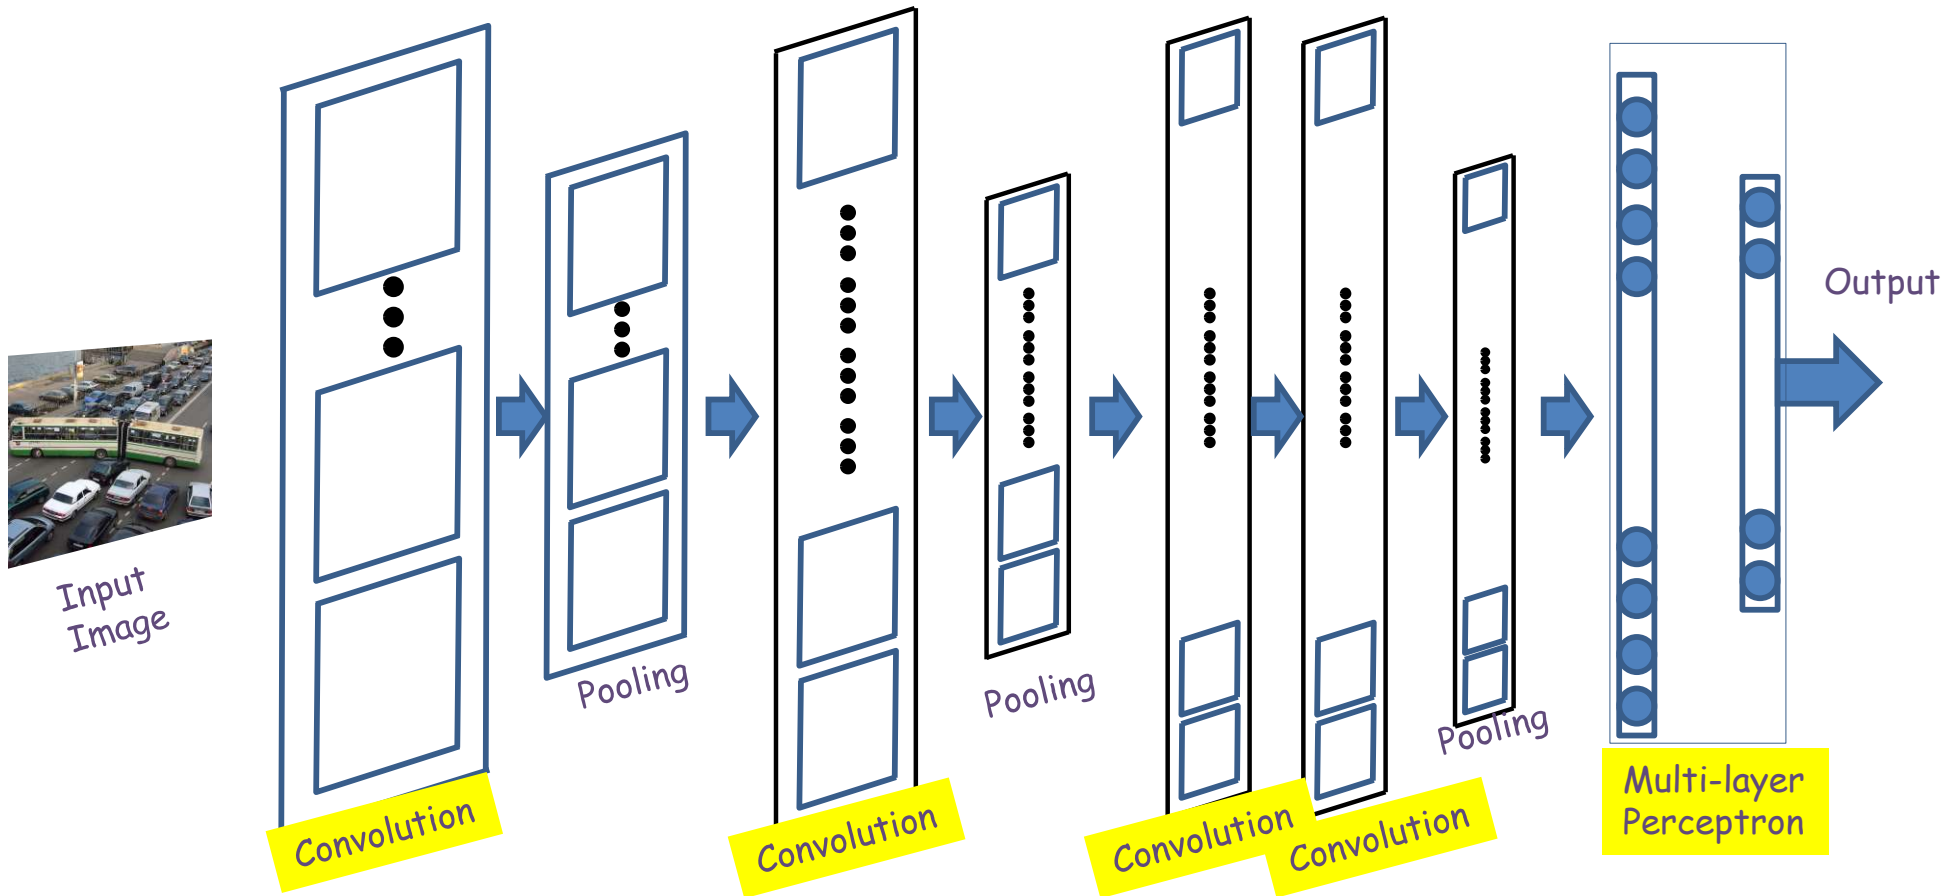 Input
Image
Convolution
Pooling
Convolution
Pooling
Convolution
Convolution
Pooling
Multi-layer
Perceptron
Output